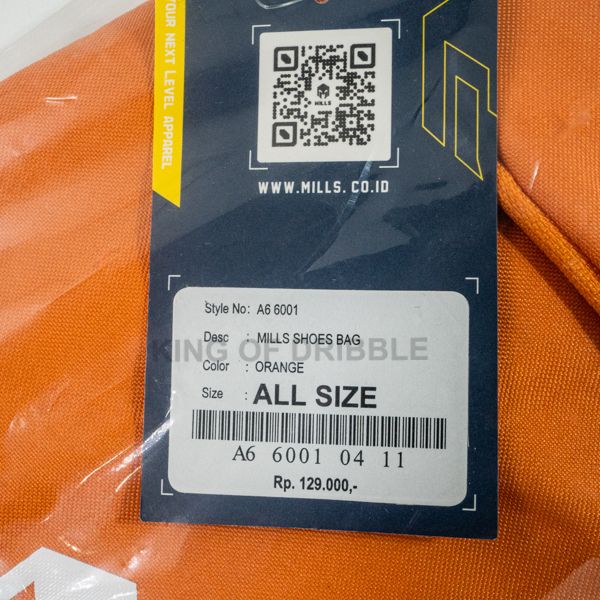 YOUR NEXT LEVEL APPAREL
MILLS
WWW.MILLS.CO.ID
Style No: A6 6001
Desc : MILLS SHOES BAG
KING OF DRIBBLE
Color : ORANGE
Size : ALL SIZE
A6 6001 04 11
Rp. 129.000,-